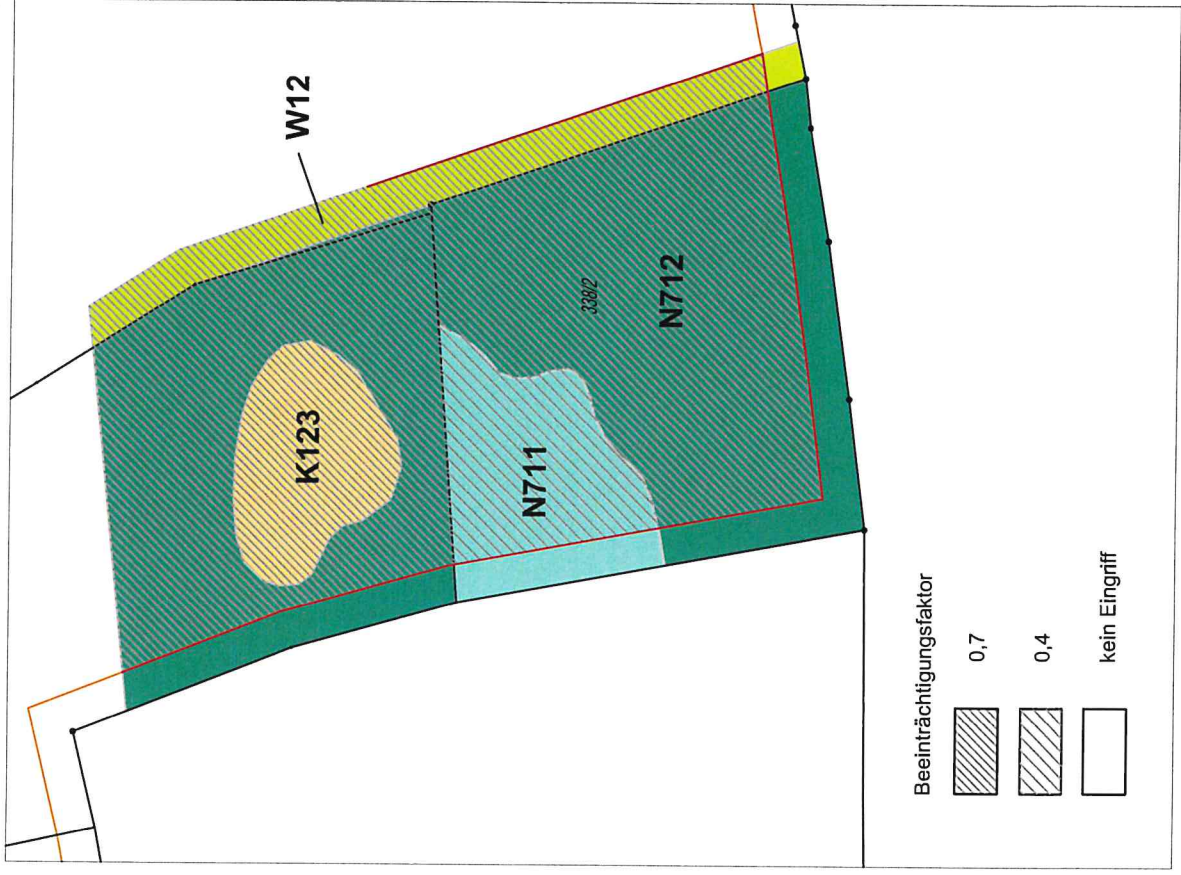 W12
K123
N711
338/2
N712
Beeinträchtigungsfaktor
0,7
0,4
kein Eingriff